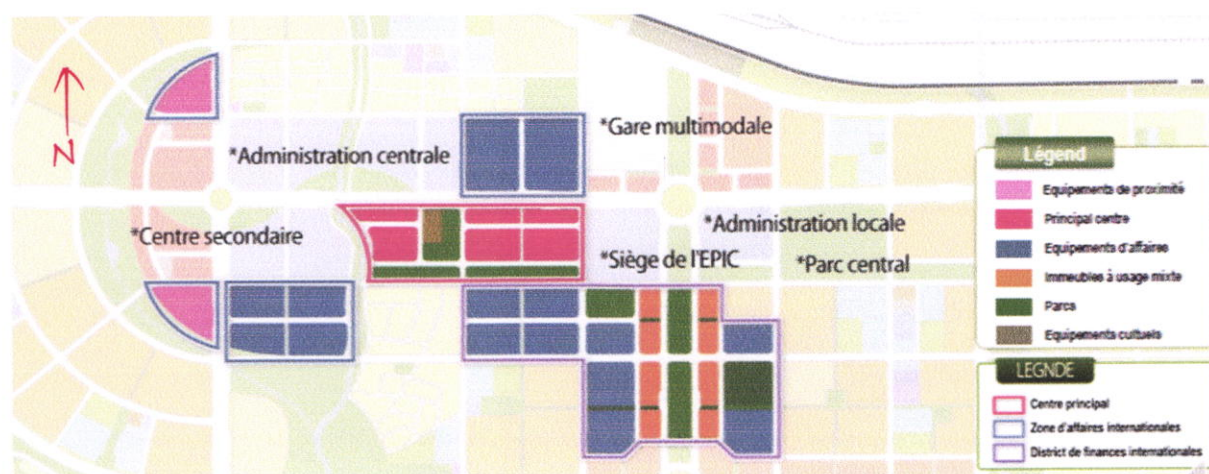 N
*Gare multimodale
*Administration centrale
*Administration locale
*Centre secondaire
*Siège de l'EPIC
*Parc central
Légend
Equipements de proximité
Principal centre
Equipements d'affaires
Immeubles à usage mixte
Parcs
Equipements cultuels
LEGNDE
Centre principal
Zone d'affaires internationales
District de finances internationales